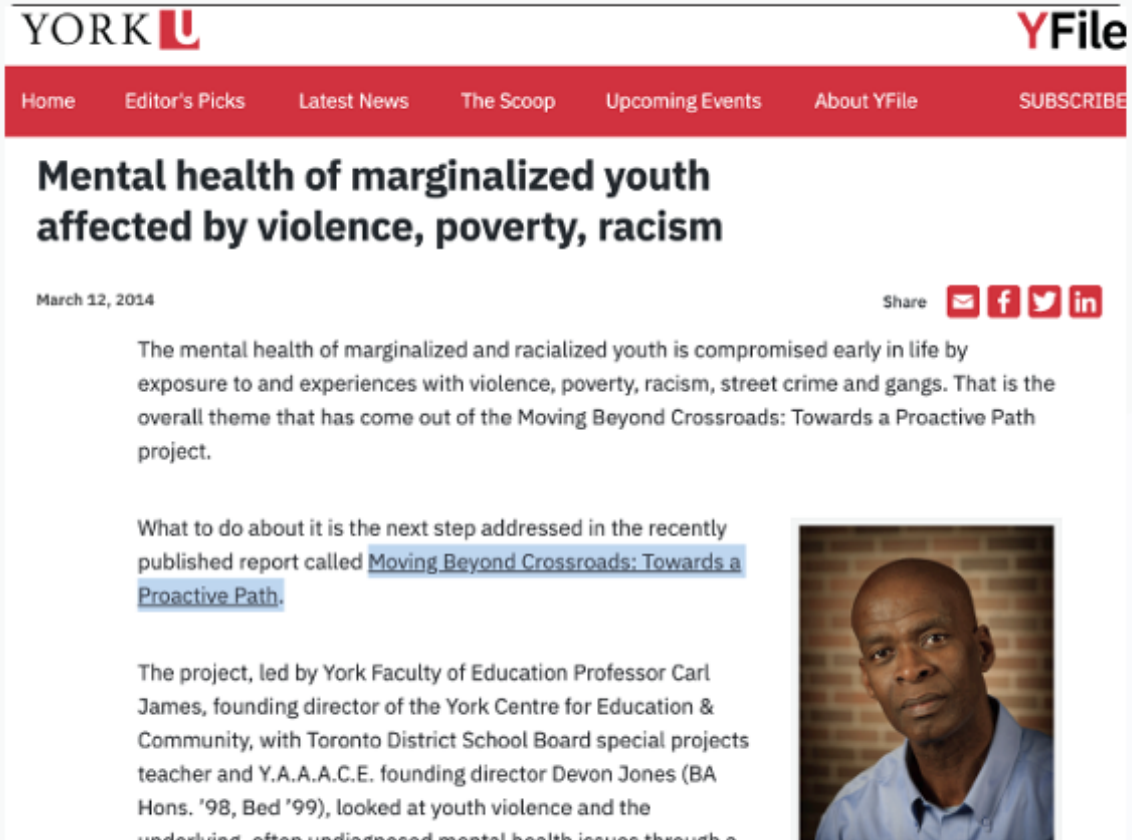 YORK U
YFile
Home Editor's Picks Latest News The Scoop Upcoming Events About YFile SUBSCRIBE
Mental health of marginalized youth
affected by violence, poverty, racism
March 12, 2014
Share
The mental health of marginalized and racialized youth is compromised early in life by
exposure to and experiences with violence, poverty, racism, street crime and gangs. That is the
overall theme that has come out of the Moving Beyond Crossroads: Towards a Proactive Path
project.
What to do about it is the next step addressed in the recently
published report called Moving Beyond Crossroads: Towards a
Proactive Path.
The project, led by York Faculty of Education Professor Carl
James, founding director of the York Centre for Education &
Community, with Toronto District School Board special projects
teacher and Y.A.A.A.C.E. founding director Devon Jones (BA
Hons. '98, Bed '99), looked at youth violence and the
underlying, often undiagnosed mental health issues through a